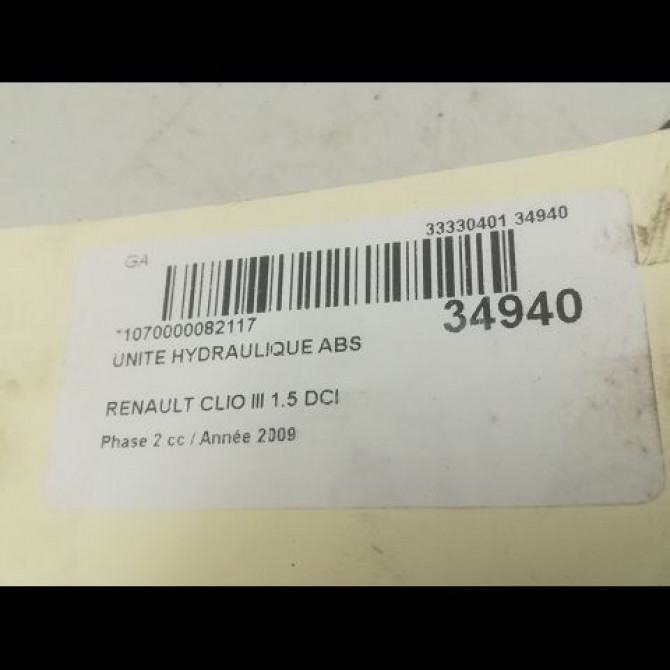 33330401 34940
GA
*1070000082117
34940
UNITE HYDRAULIQUE ABS
RENAULT CLIO III 1.5 DCI
Phase 2 cc / Année 2009